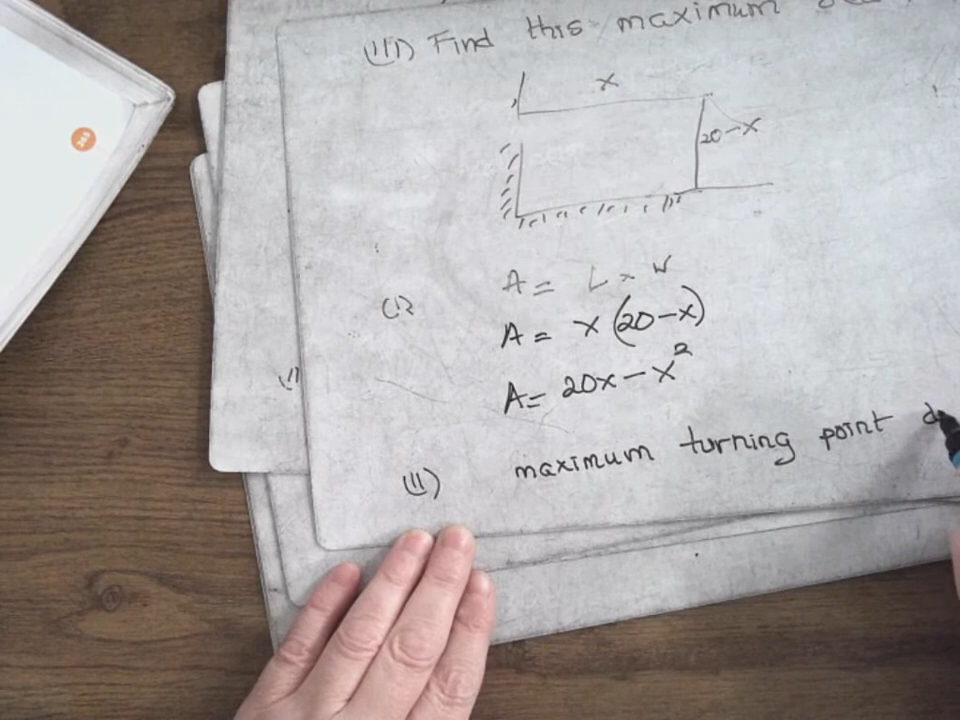 (III) Find this maximum
x
20-x
A = L x W
(i)
A = x (20-x)
A = 20x - x²
(II) maximum turning point